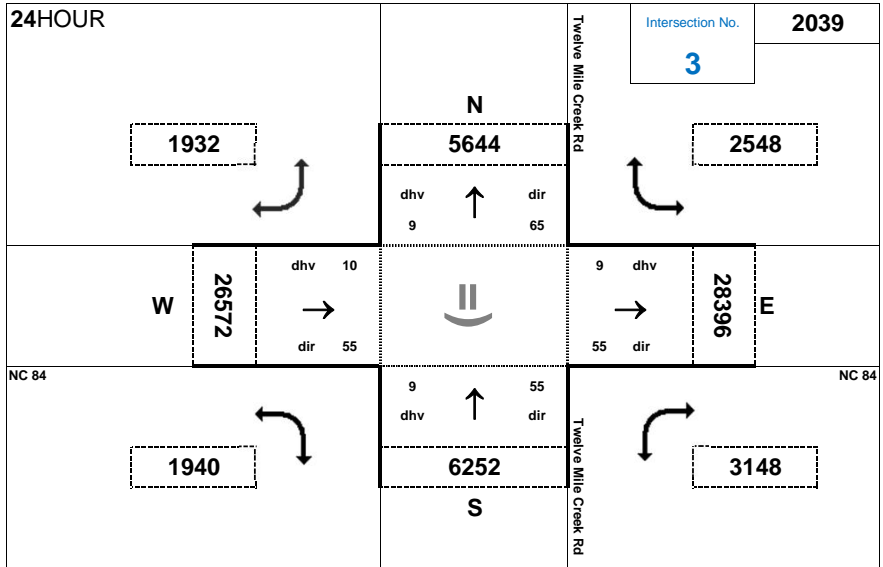 24HOUR
Twelve Mile Creek Rd
Intersection No.
2039
3
N
1932
5644
2548
dhv
dir
9
65
dhv 10
9 dhv
W
26572
28396
E
dir 55
55 dir
NC 84
NC 84
9
55
dhv
dir
Twelve Mile Creek Rd
1940
6252
3148
S